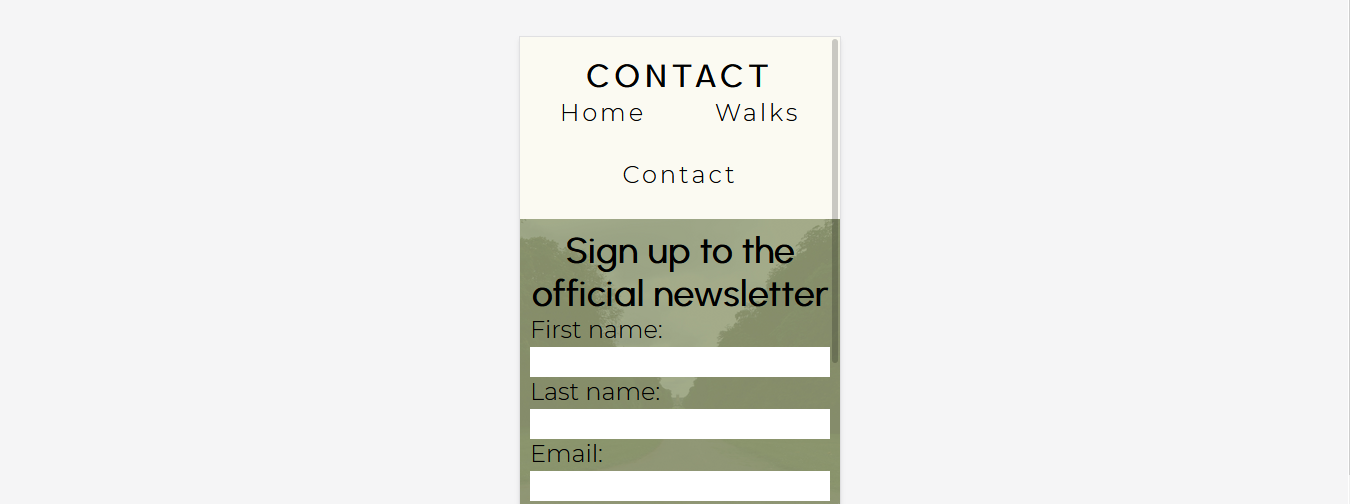 CONTACT
Home Walks
Contact
Sign up to the
official newsletter
First name:
Last name:
Email: